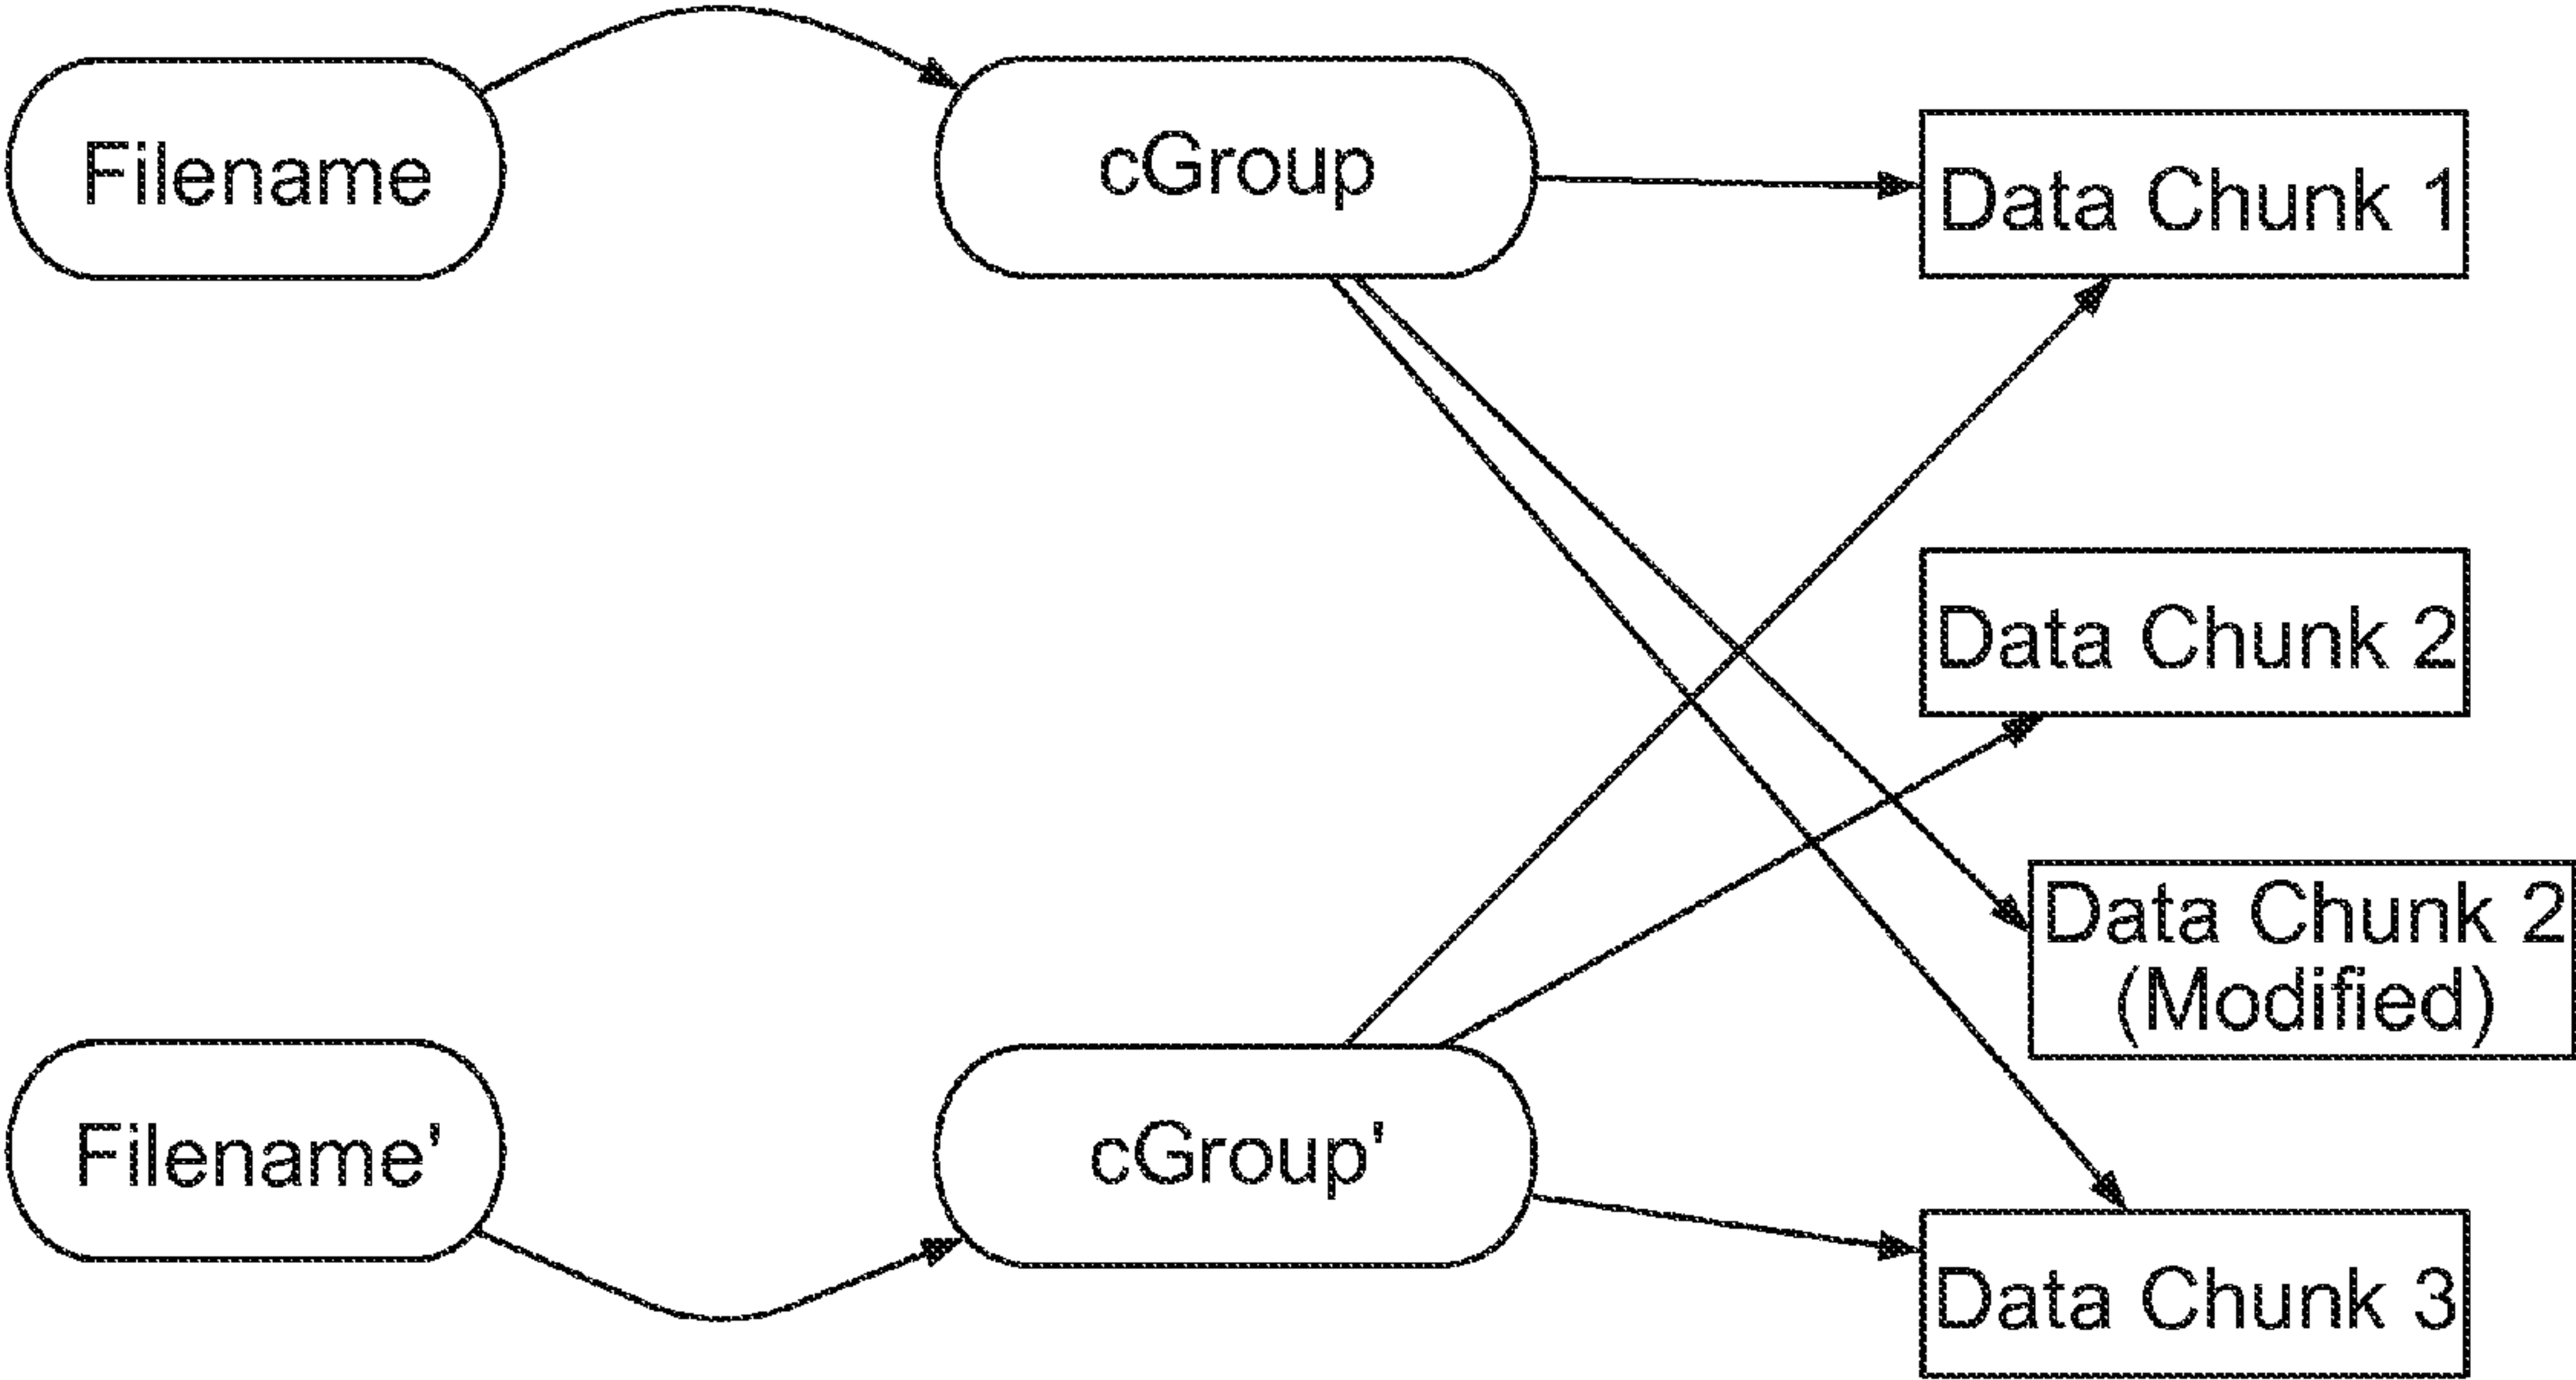 Filename
cGroup
Data Chunk 1
Data Chunk 2
Data Chunk 2
(Modified)
Filename'
cGroup'
Data Chunk 3